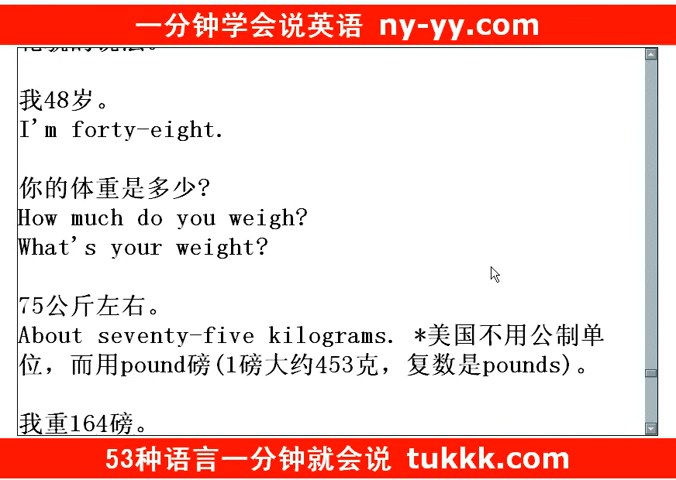 一分钟学会说英语 ny-yy.com
我48岁。
I'm forty-eight.
你的体重是多少?
How much do you weigh?
What's your weight?
75公斤左右。
About seventy-five kilograms. *美国不用公制单
位，而用pound磅(1磅大约453克，复数是pounds)。
我重164磅。
53种语言一分钟就会说 tukkk.com